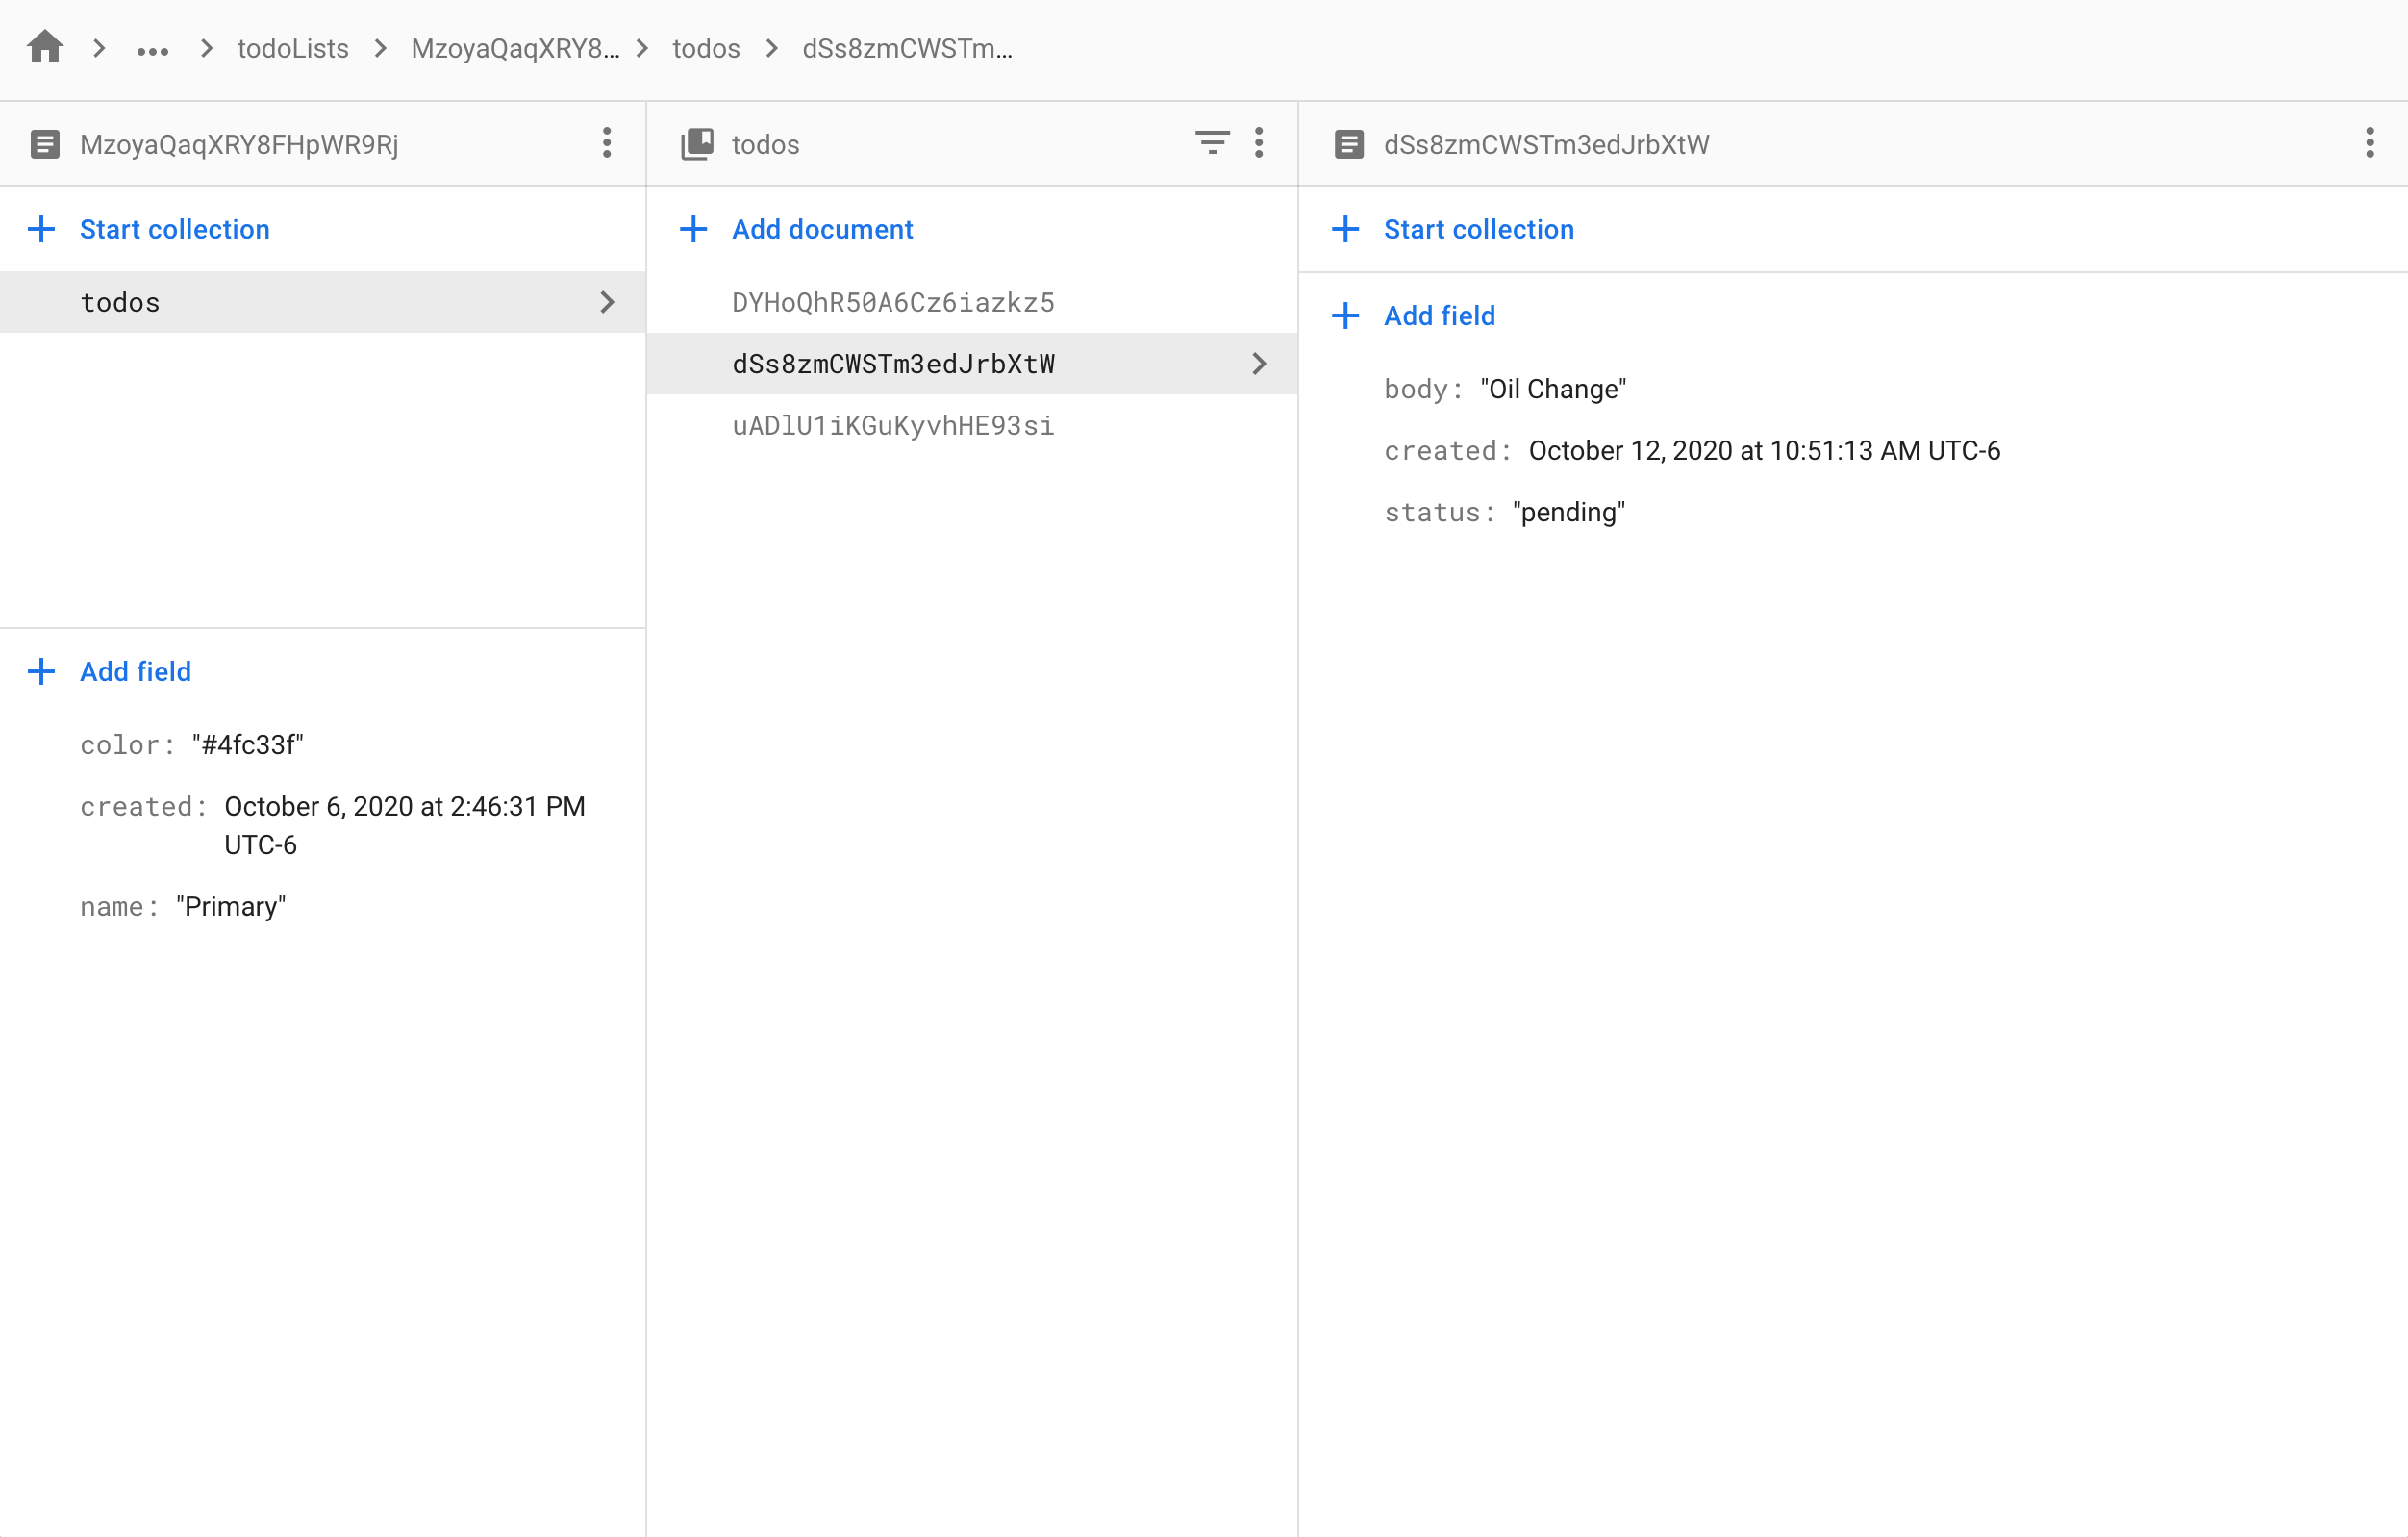 todoLists MzoyaQaqXRY8... todos dSs8zmCWSTm...
MzoyaQaqXRY8FHpWR9Rj
Start collection
todos
Add field
color: "#4fc33f"
created: October 6, 2020 at 2:46:31 PM
UTC-6
name: "Primary"
todos
Add document
DYHoQhR50A6Cz6iazkz5
dSs8zmCWSTm3edJrbXtW
uADlU1iKGuKyvhHE93si
dSs8zmCWSTm3edJrbXtW
Start collection
Add field
body: "Oil Change"
created: October 12, 2020 at 10:51:13 AM UTC-6
status: "pending"